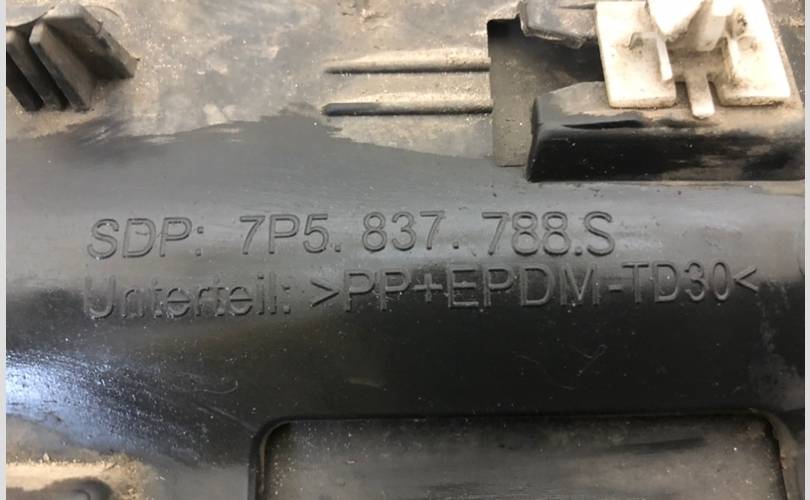 SDP: 7P5. 837. 788.S
Unterteil: >PP+EPDM-TD30<